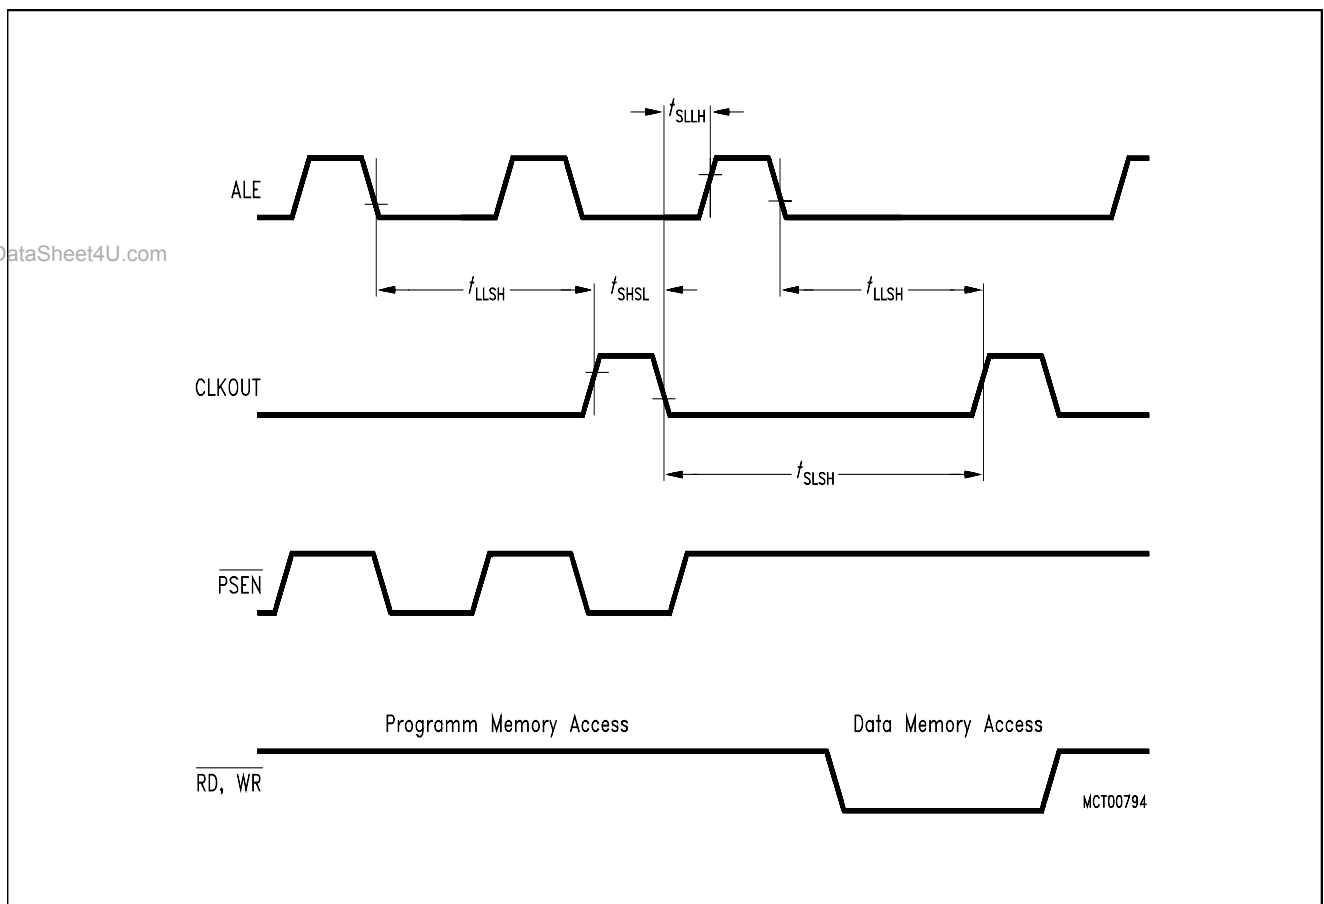 tSLLH
ALE
DataSheet4U.com
tLLSH
tSHSL
tLLSH
CLKOUT
tSLSH
PSEN
Programm Memory Access
Data Memory Access
RD, WR
MCT00794